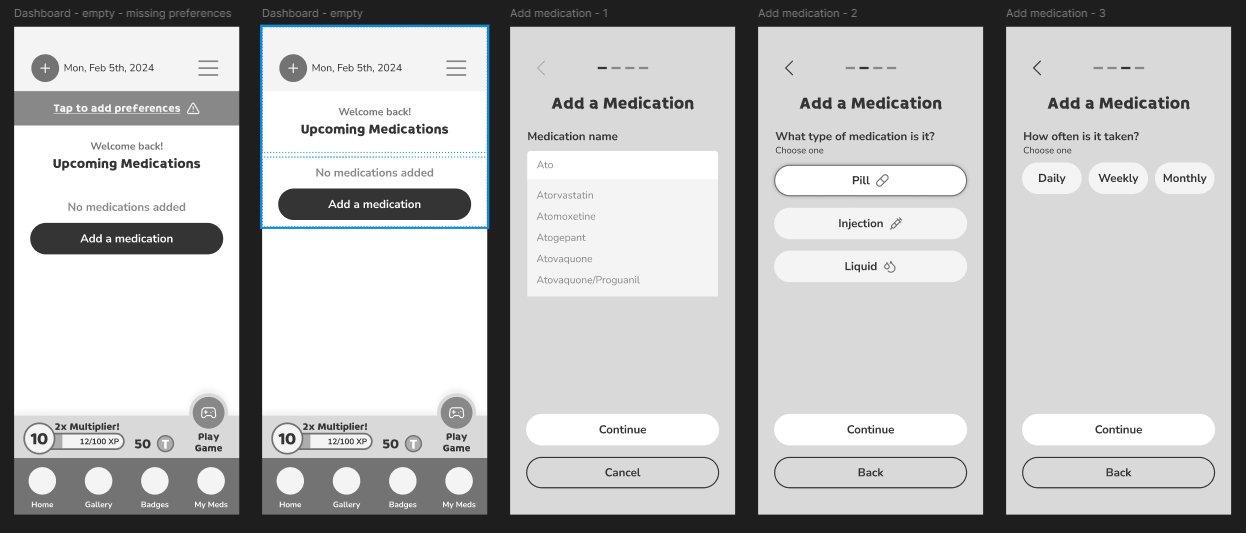 Dashboard - empty - missing preferences
Mon, Feb 5th, 2024
Tap to add preferences
Welcome back!
Upcoming Medications
No medications added
Add a medication
2x Multiplier!
10
12/100 XP
50
T
Play
Game
Home
Gallery
Badges
My Meds
Dashboard - empty
Mon, Feb 5th, 2024
Welcome back!
Upcoming Medications
No medications added
Add a medication
2x Multiplier!
10
12/100 XP
50
T
Play
Game
Home
Gallery
Badges
My Meds
Add medication - 1
Add a Medication
Medication name
Ato
Atorvastatin
Atomoxetine
Atogepant
Atovaquone
Atovaquone/Proguanil
Continue
Cancel
Add medication - 2
Add a Medication
What type of medication is it?
Choose one
Pill
Injection
Liquid
Continue
Back
Add medication - 3
Add a Medication
How often is it taken?
Choose one
Daily
Weekly
Monthly
Continue
Back